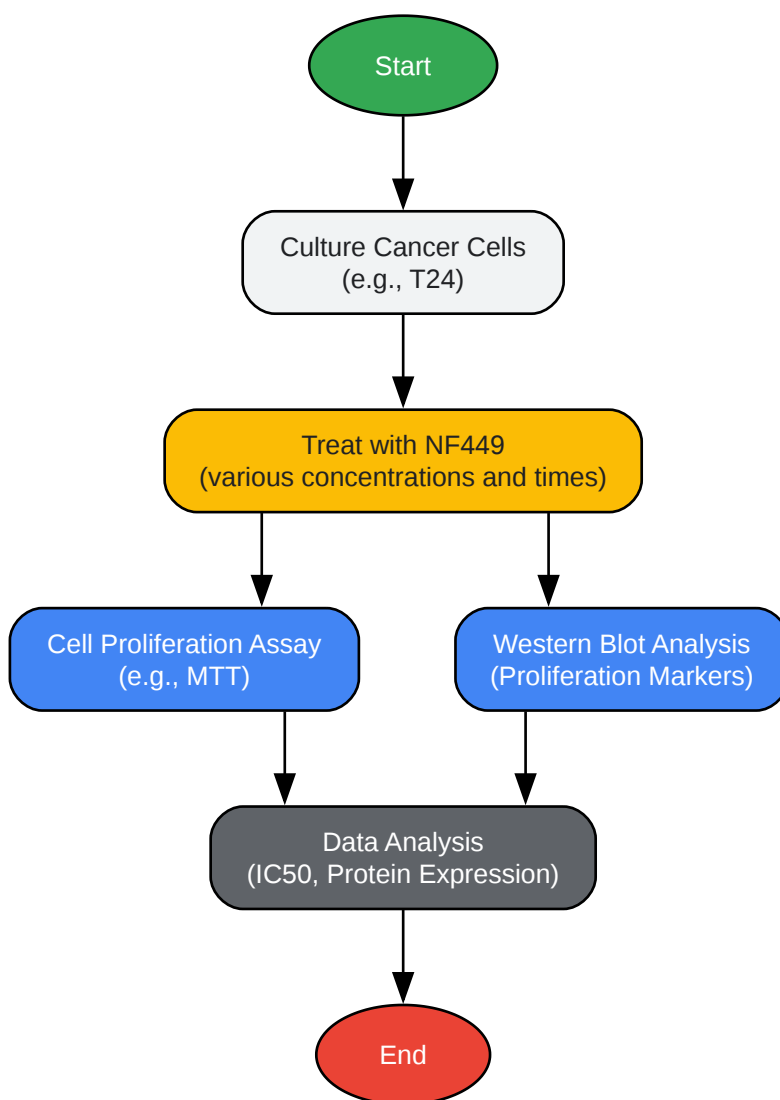 Start
Culture Cancer Cells
(e.g., T24)
Treat with NF449
(various concentrations and times)
Cell Proliferation Assay
(e.g., MTT)
Western Blot Analysis
(Proliferation Markers)
Data Analysis
(IC50, Protein Expression)
End